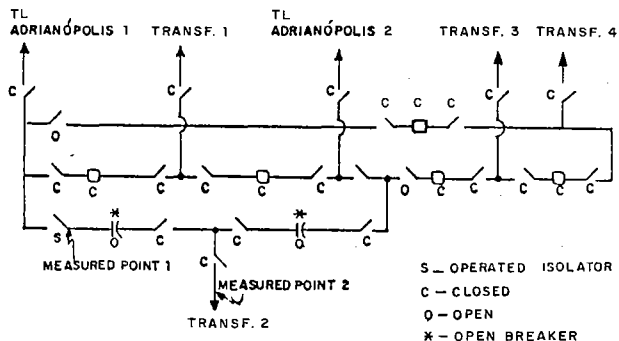 TL
ADRIANÓPOLIS 1
TRANSF. 1
TL
ADRIANÓPOLIS 2
TRANSF. 3
TRANSF. 4
C
C
C
C
C
C C C
O
C
C
C
C
C
C
O
C
C
C
C
C
*
*
S
O
C
C
O
C
C
MEASURED POINT 1
MEASURED POINT 2
TRANSF. 2
S - OPERATED ISOLATOR
C - CLOSED
O - OPEN
* - OPEN BREAKER